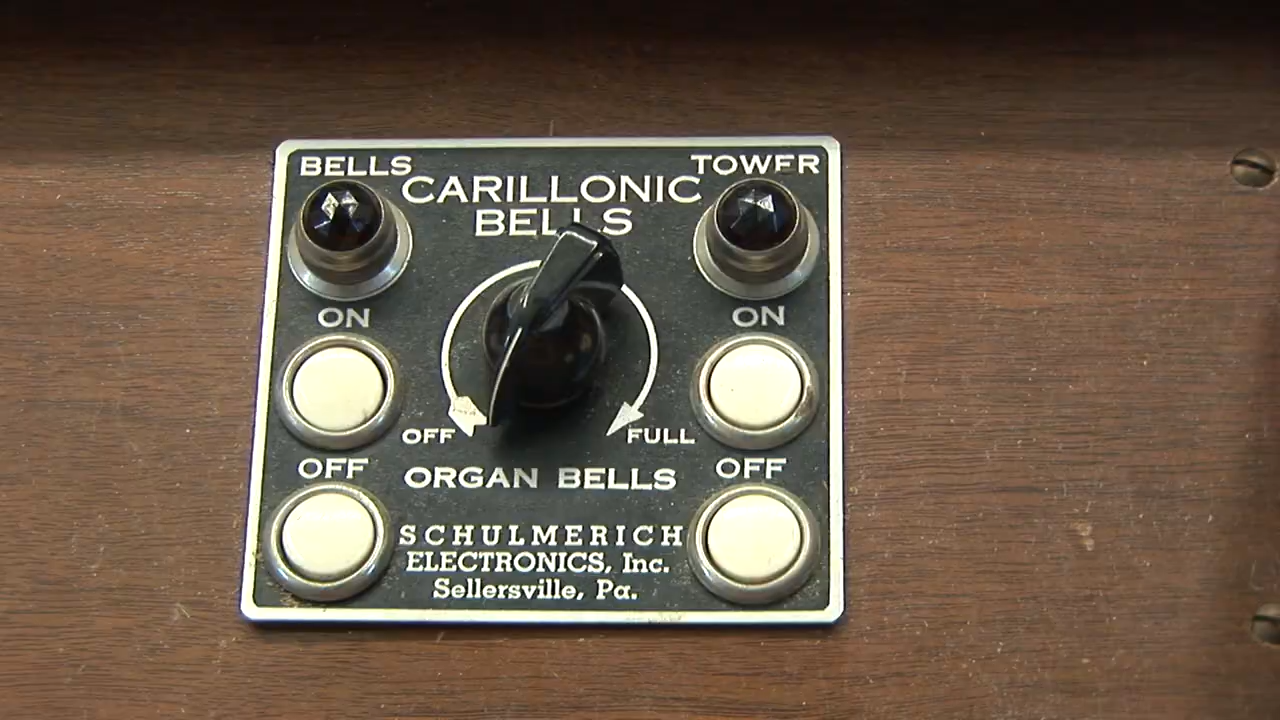 BELLS
TOWER
CARILLONIC
BELLS
ON
ON
OFF
FULL
OFF
OFF
ORGAN BELLS
SCHULMERICH
ELECTRONICS, Inc.
Sellersville, Pa.